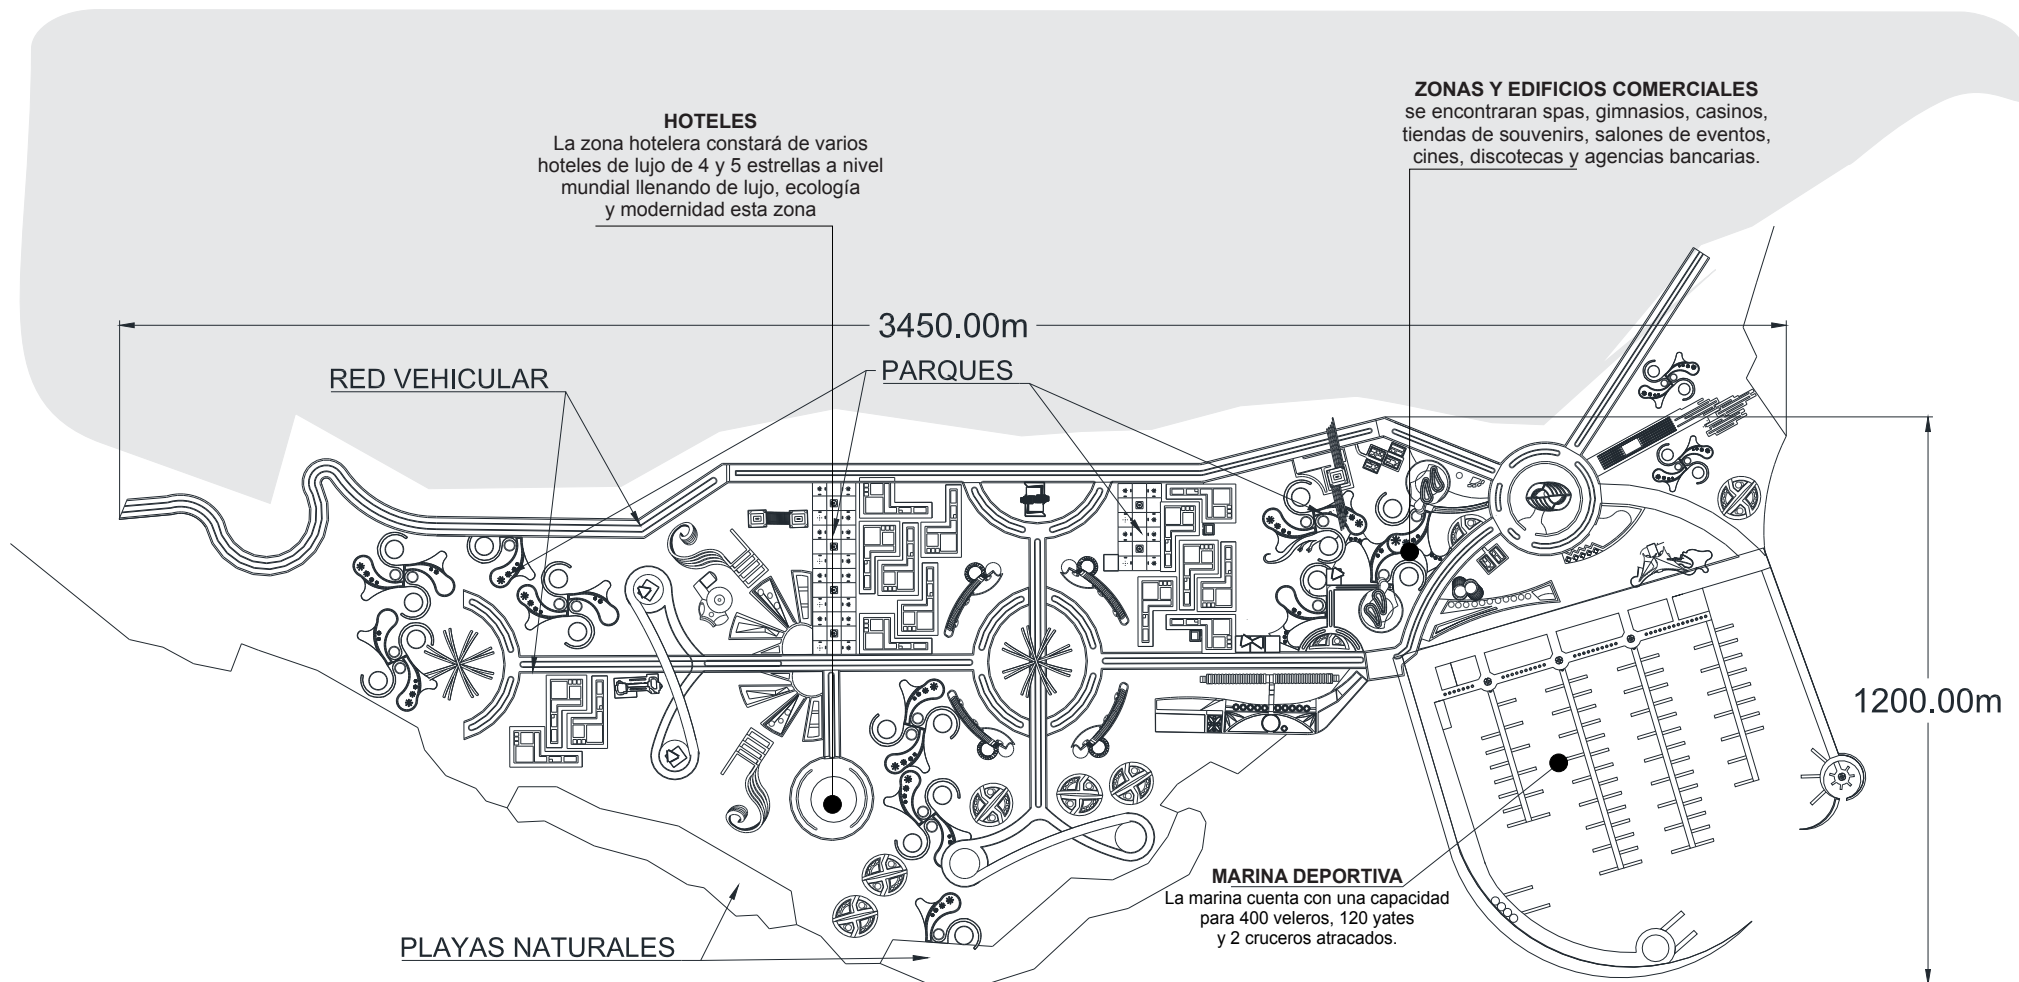 ZONAS Y EDIFICIOS COMERCIALES
se encontraran spas, gimnasios, casinos,
tiendas de souvenirs, salones de eventos,
cines, discotecas y agencias bancarias.
HOTELES
La zona hotelera constará de varios
hoteles de lujo de 4 y 5 estrellas a nivel
mundial llenando de lujo, ecología
y modernidad esta zona
3450.00m
RED VEHICULAR
PARQUES
1200.00m
MARINA DEPORTIVA
La marina cuenta con una capacidad
para 400 veleros, 120 yates
y 2 cruceros atracados.
PLAYAS NATURALES